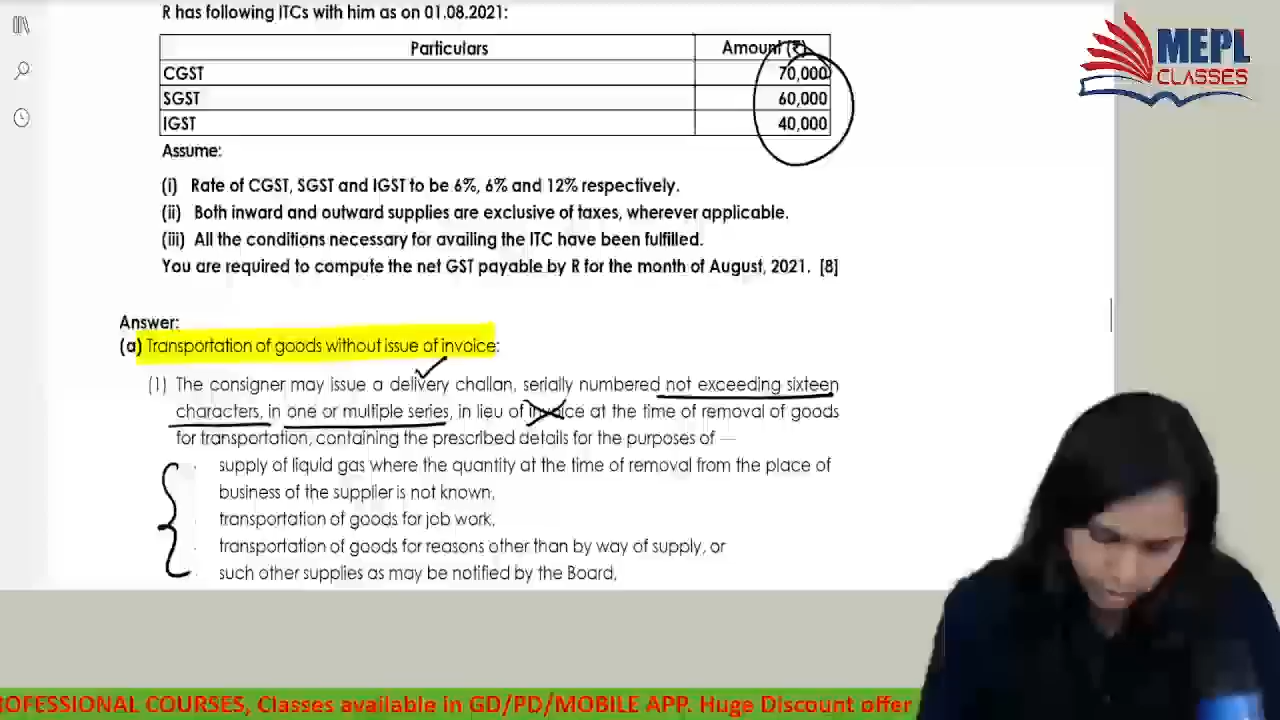 R has following ITCs with him as on 01.08.2021:
Particulars Amount (₹)
CGST 70,000
SGST 60,000
IGST 40,000
Assume:
(i) Rate of CGST, SGST and IGST to be 6%, 6% and 12% respectively.
(ii) Both inward and outward supplies are exclusive of taxes, wherever applicable.
(iii) All the conditions necessary for availing the ITC have been fulfilled.
You are required to compute the net GST payable by R for the month of August, 2021. [8]
Answer:
(a) Transportation of goods without issue of invoice:
(1) The consigner may issue a delivery challan, serially numbered not exceeding sixteen
characters, in one or multiple series, in lieu of invoice at the time of removal of goods
for transportation, containing the prescribed details for the purposes of —
supply of liquid gas where the quantity at the time of removal from the place of
business of the supplier is not known,
transportation of goods for job work,
transportation of goods for reasons other than by way of supply, or
such other supplies as may be notified by the Board,
MEPL
CLASSES
ROFESSIONAL COURSES, Classes available in GD/PD/MOBILE APP. Huge Discount offer